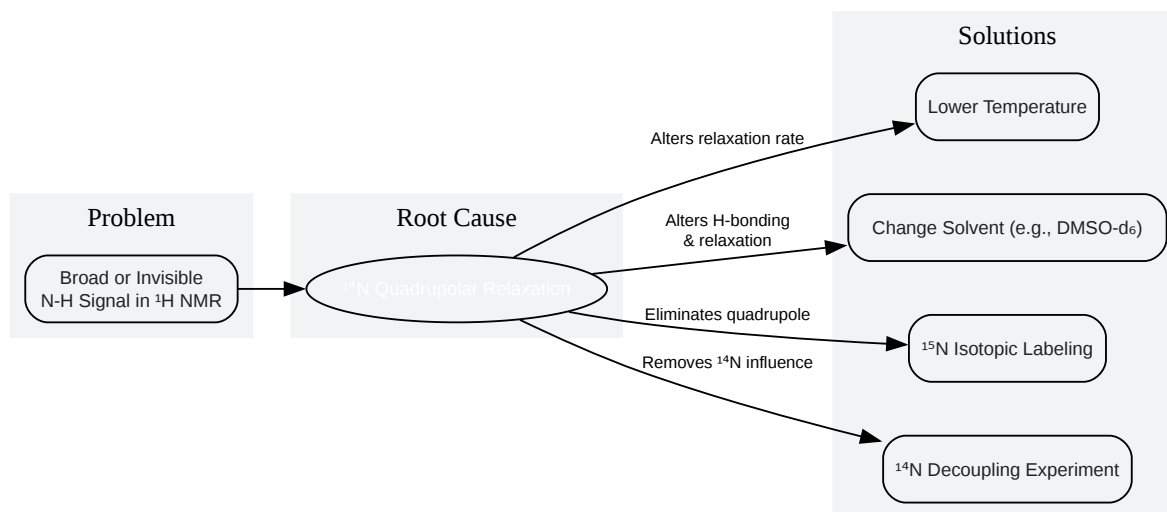 Problem
Broad or Invisible
N-H Signal in ¹H NMR
Root Cause
¹⁴N Quadrupolar Relaxation
Alters relaxation rate
Alters H-bonding
& relaxation
Eliminates quadrupole
Removes ¹⁴N influence
Solutions
Lower Temperature
Change Solvent (e.g., DMSO-d₆)
¹⁵N Isotopic Labeling
¹⁴N Decoupling Experiment